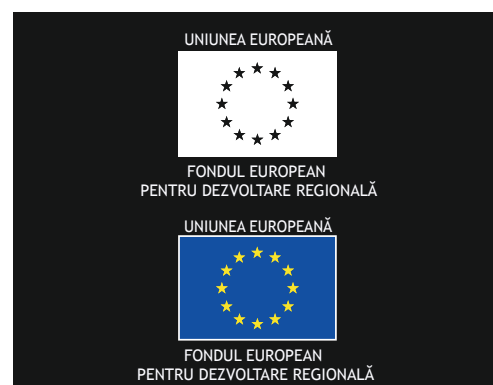 UNIUNEA EUROPEANĂ
FONDUL EUROPEAN
PENTRU DEZVOLTARE REGIONALĂ
UNIUNEA EUROPEANĂ
FONDUL EUROPEAN
PENTRU DEZVOLTARE REGIONALĂ